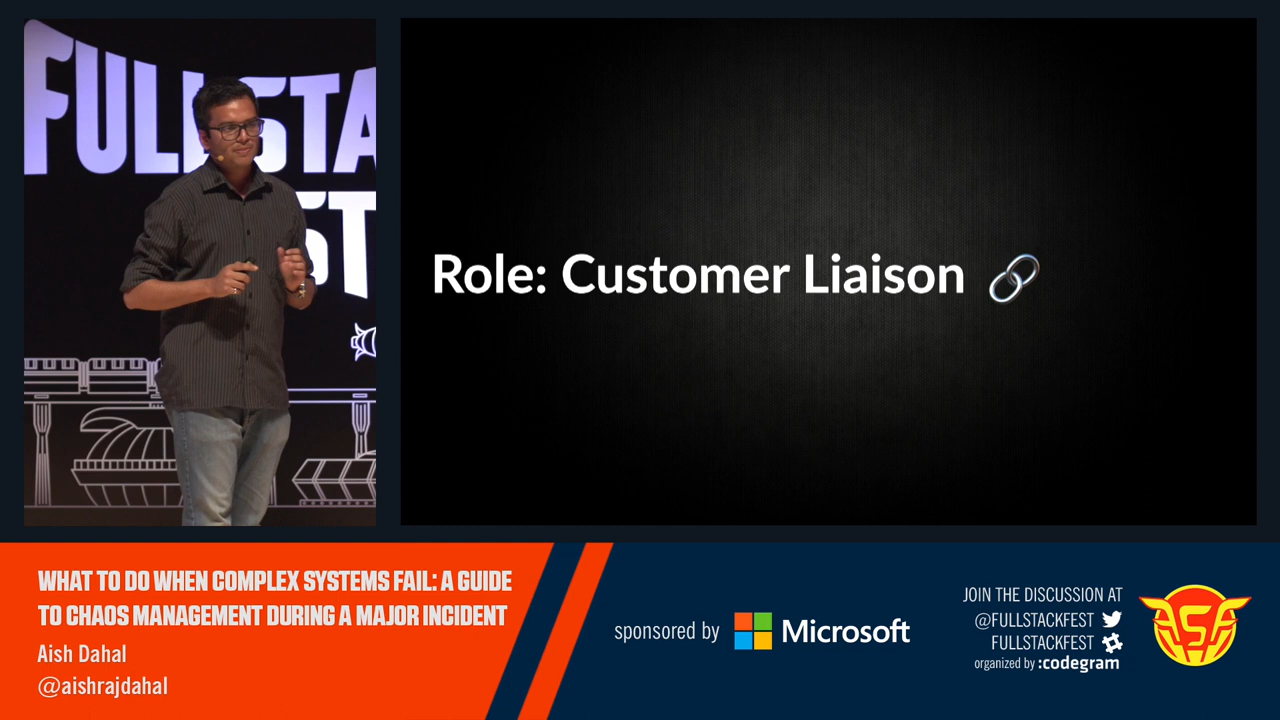 FULLSTA
ST
Role: Customer Liaison
WHAT TO DO WHEN COMPLEX SYSTEMS FAIL: A GUIDE
TO CHAOS MANAGEMENT DURING A MAJOR INCIDENT
Aish Dahal
@aishrajdahal
sponsored by Microsoft
JOIN THE DISCUSSION AT
@FULLSTACKFEST
FULLSTACKFEST
organized by :codegram
FSF